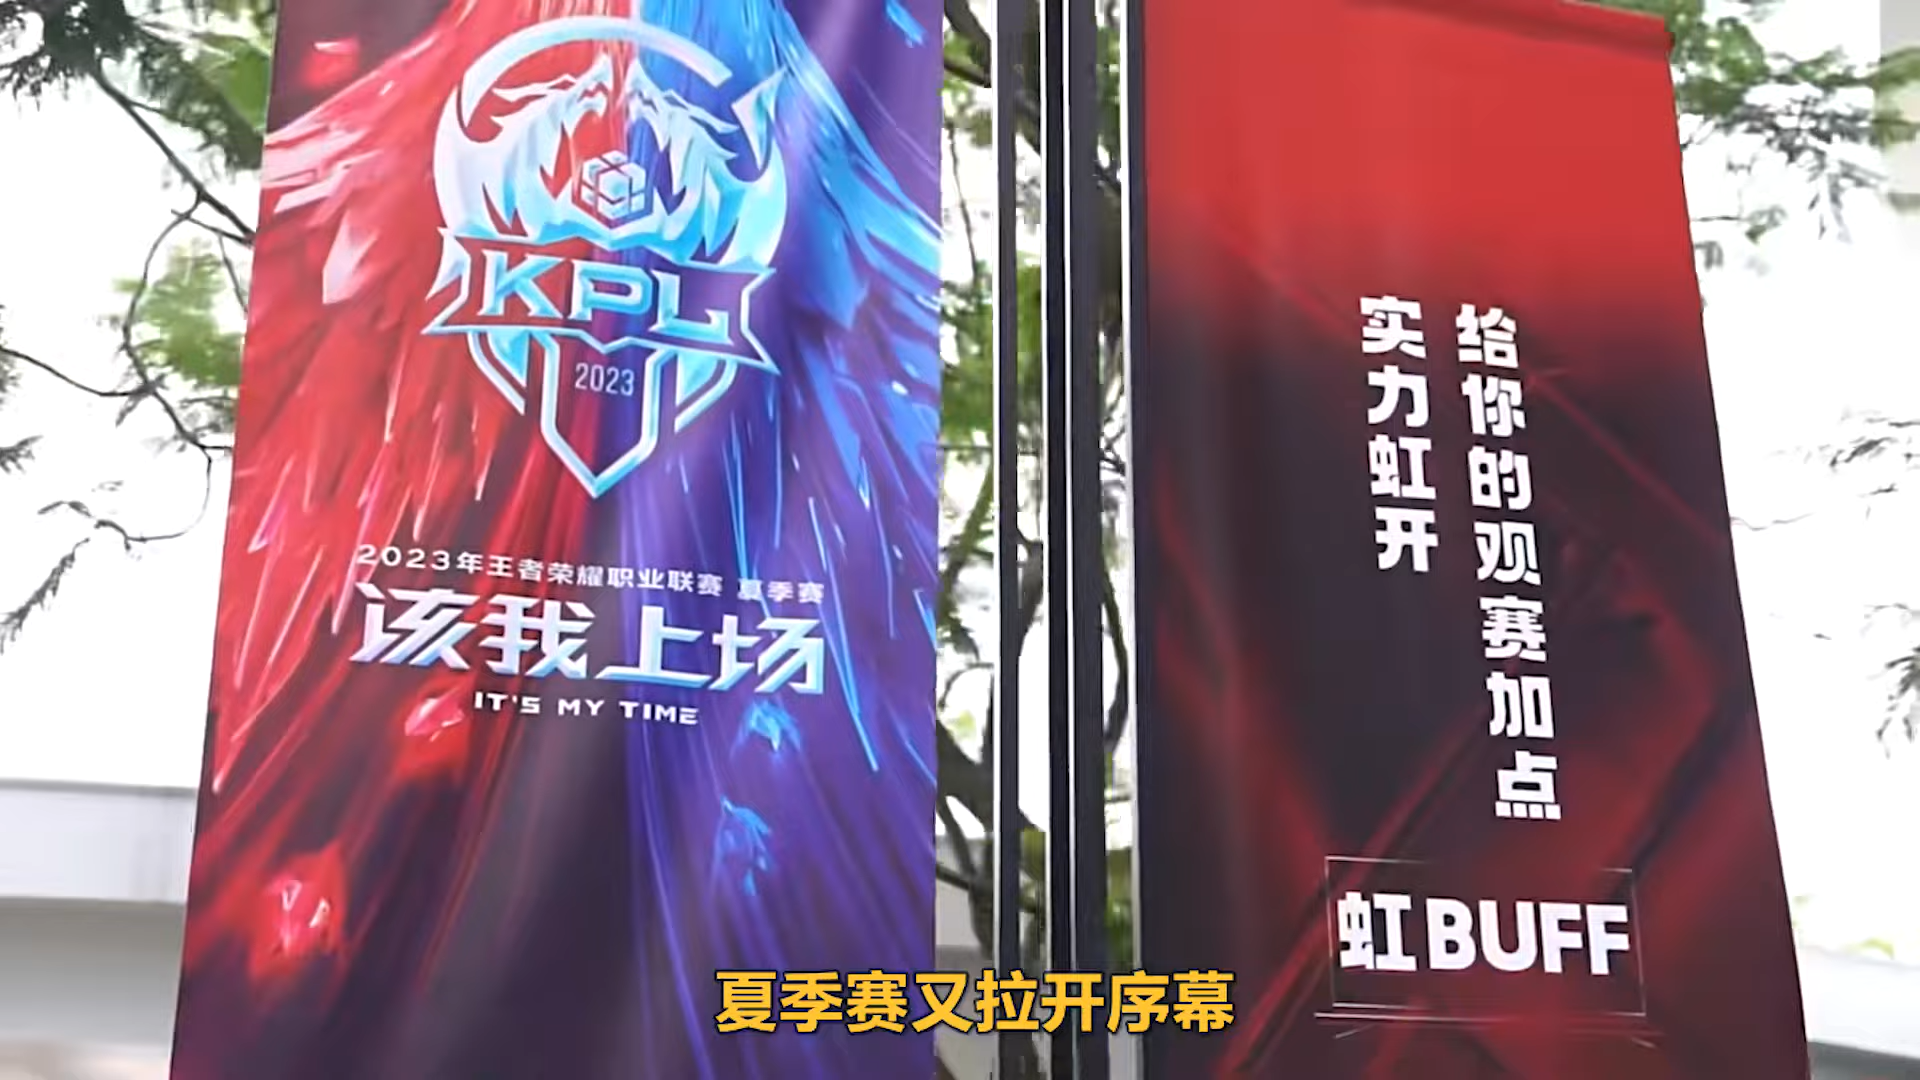 KPL
2023
2023年王者荣耀职业联赛 夏季赛
该我上场
IT'S MY TIME
给你的观赛加点
实力虹开
虹BUFF
夏季赛又拉开序幕